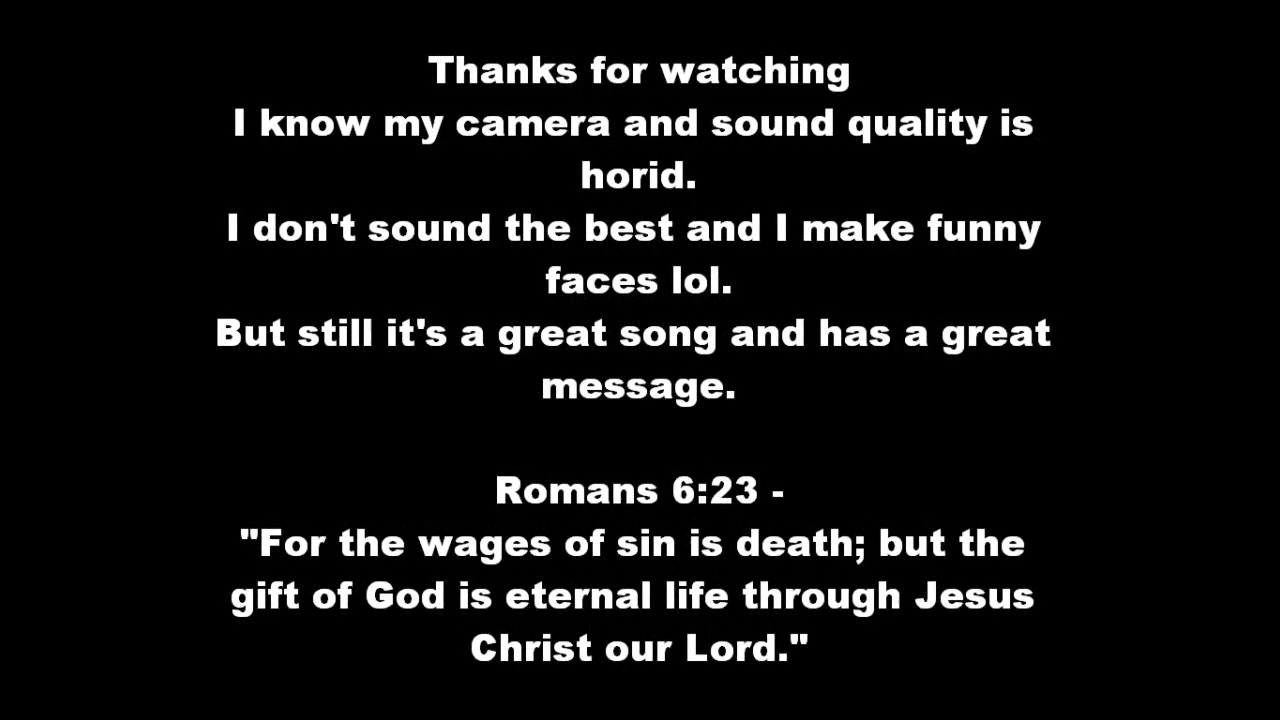 Thanks for watching
I know my camera and sound quality is
horid.
I don't sound the best and I make funny
faces lol.
But still it's a great song and has a great
message.
Romans 6:23 -
"For the wages of sin is death; but the
gift of God is eternal life through Jesus
Christ our Lord."